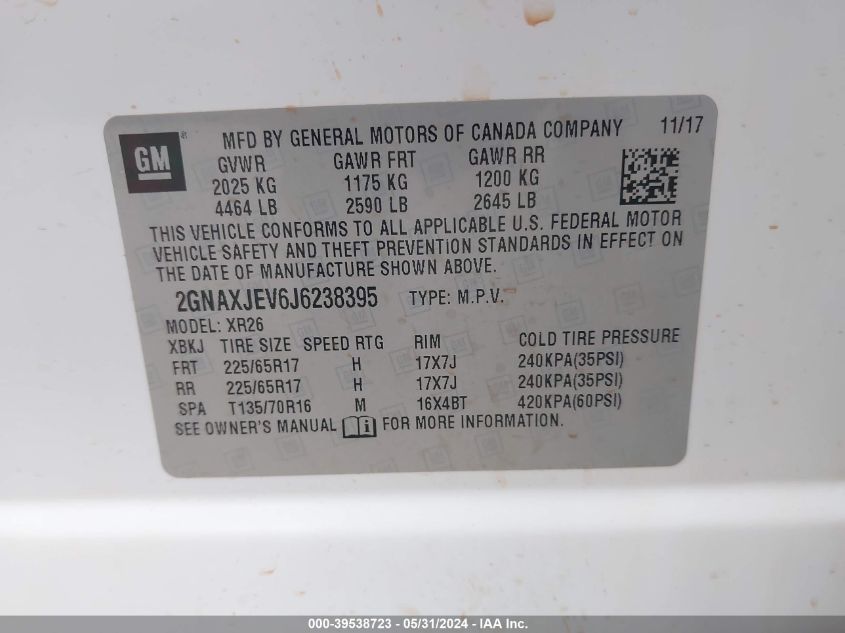 GM ® MFD BY GENERAL MOTORS OF CANADA COMPANY 11/17
GVWR GAWR FRT GAWR RR
2025 KG 1175 KG 1200 KG
4464 LB 2590 LB 2645 LB
THIS VEHICLE CONFORMS TO ALL APPLICABLE U.S. FEDERAL MOTOR
VEHICLE SAFETY AND THEFT PREVENTION STANDARDS IN EFFECT ON
THE DATE OF MANUFACTURE SHOWN ABOVE.
2GNAXJEV6J6238395 TYPE: M.P.V.
MODEL: XR26
XBKJ TIRE SIZE SPEED RTG RIM COLD TIRE PRESSURE
FRT 225/65R17 H 17X7J 240KPA(35PSI)
RR 225/65R17 H 17X7J 240KPA(35PSI)
SPA T135/70R16 M 16X4BT 420KPA(60PSI)
SEE OWNER'S MANUAL i FOR MORE INFORMATION.
000-39538723 - 05/31/2024 - IAA Inc.